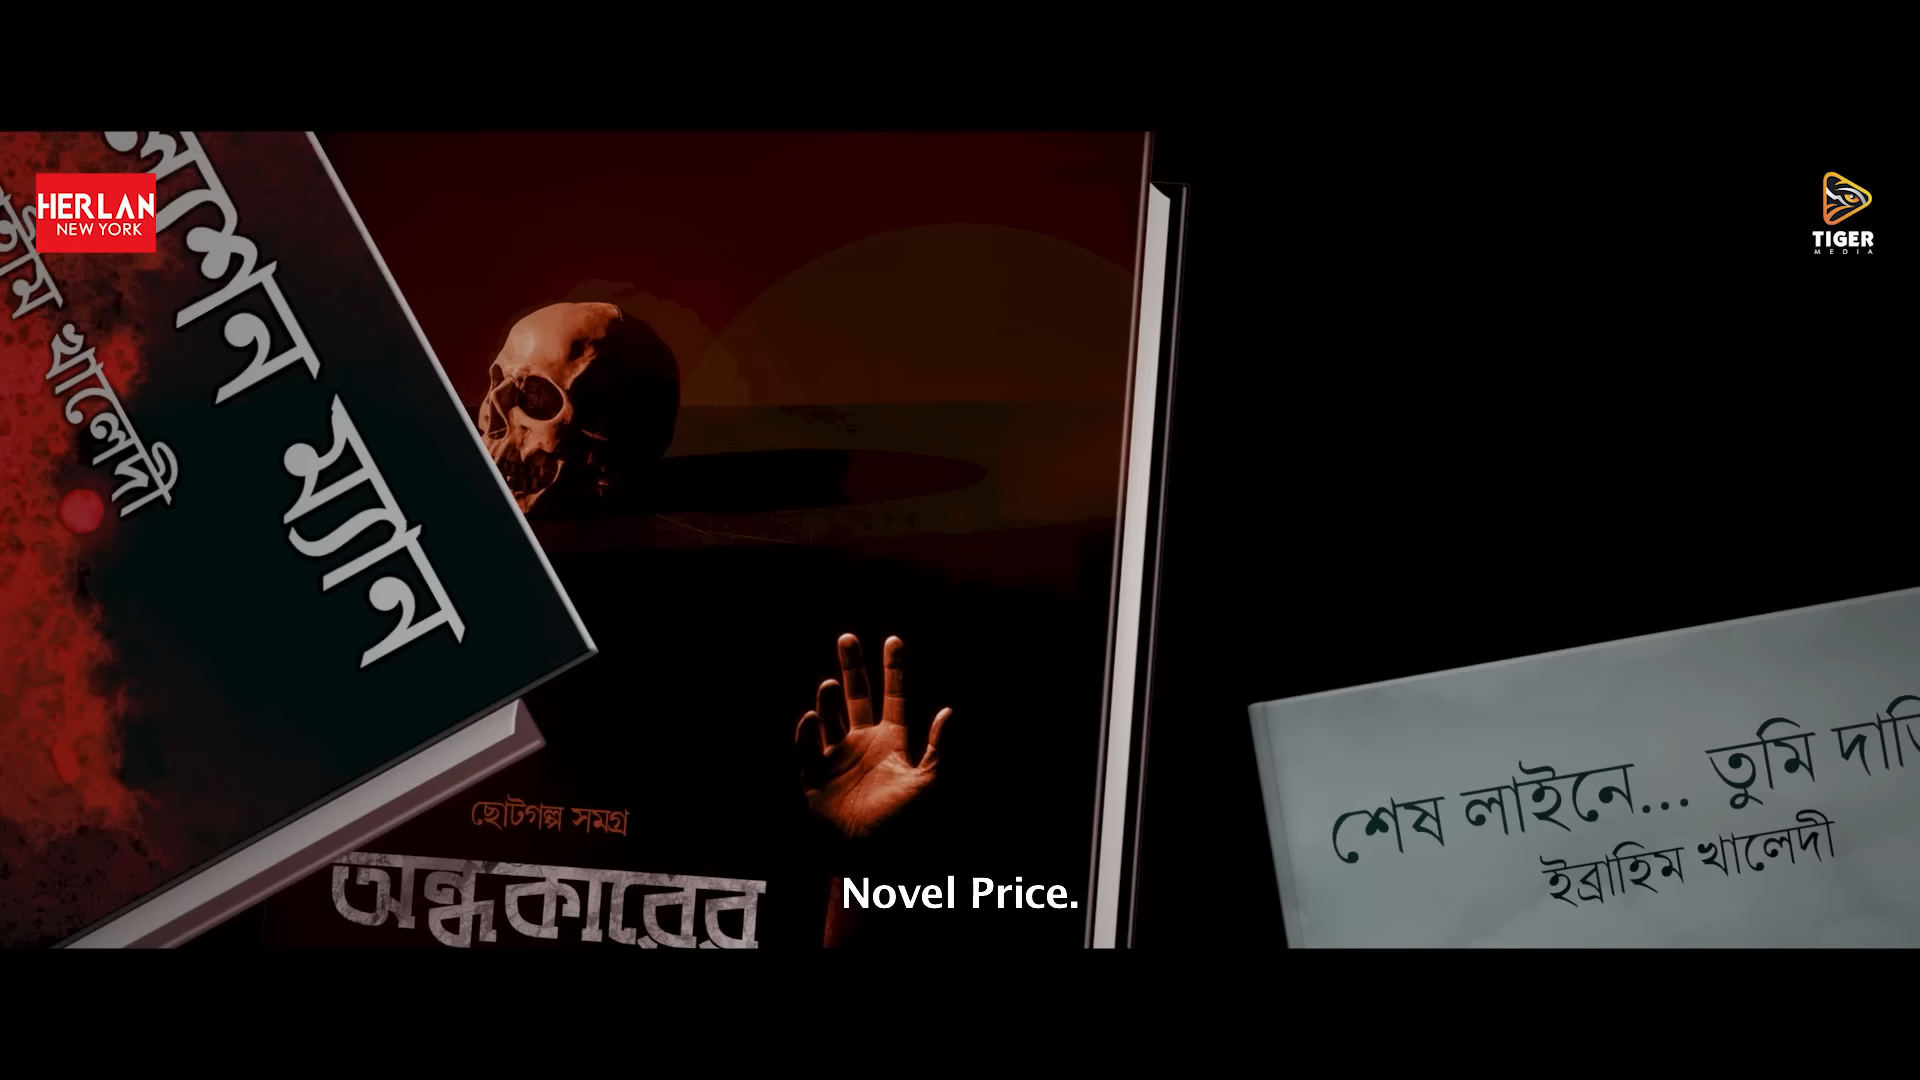 HERLAN
NEW YORK
TIGER
MEDIA
ম্যান
খালেদী
ছোটগল্প সমগ্র
অন্ধকারের
শেষ লাইনে... তুমি
ইব্রাহিম খালেদী
Novel Price.